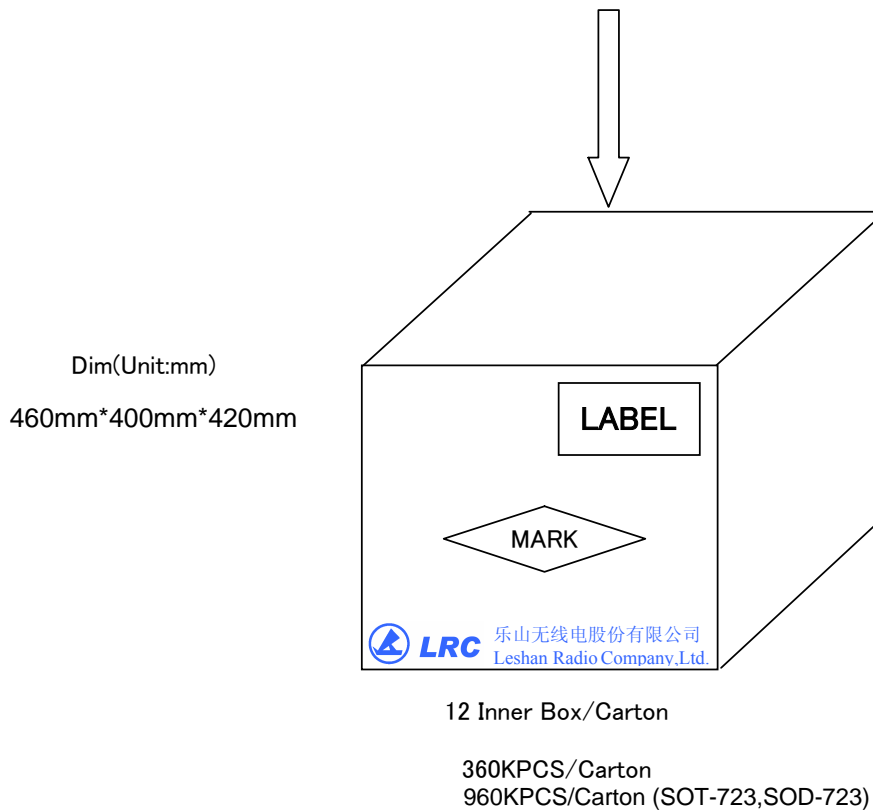 Dim(Unit:mm)
460mm*400mm*420mm
LABEL
MARK
LRC
乐山无线电股份有限公司
Leshan Radio Company,Ltd.
12 Inner Box/Carton
360KPCS/Carton
960KPCS/Carton (SOT-723,SOD-723)